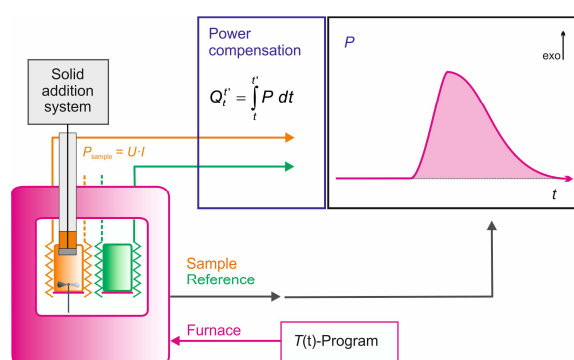 Power
compensation
Q_t^t' = ∫_t^t' P dt
P
exo
t
Solid
addition
system
P_sample = U·I
Sample
Reference
Furnace
T(t)-Program